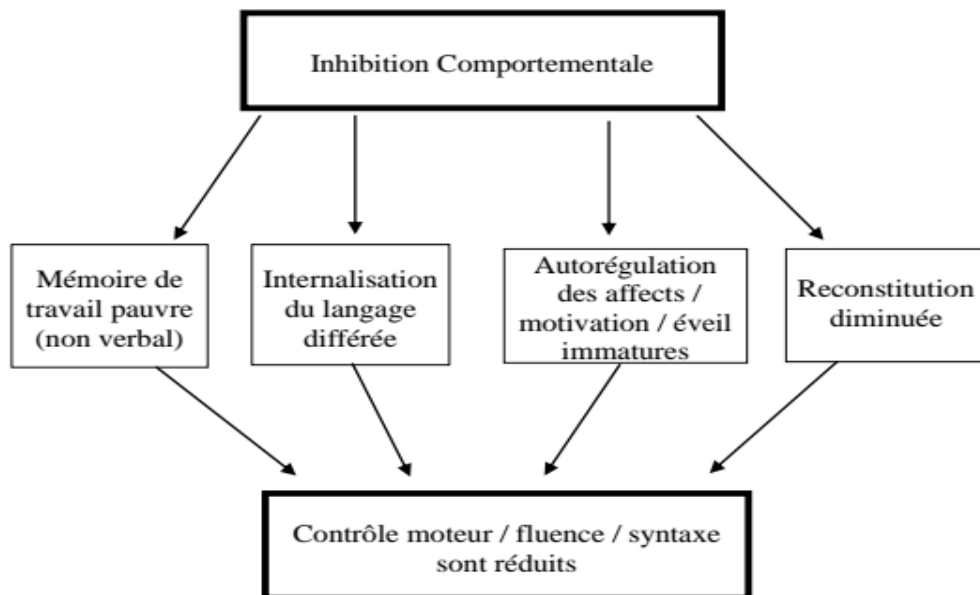 Inhibition Comportementale
Mémoire de
travail pauvre
(non verbal)
Internalisation
du langage
différée
Autorégulation
des affects /
motivation / éveil
immatures
Reconstitution
diminuée
Contrôle moteur / fluence / syntaxe
sont réduits